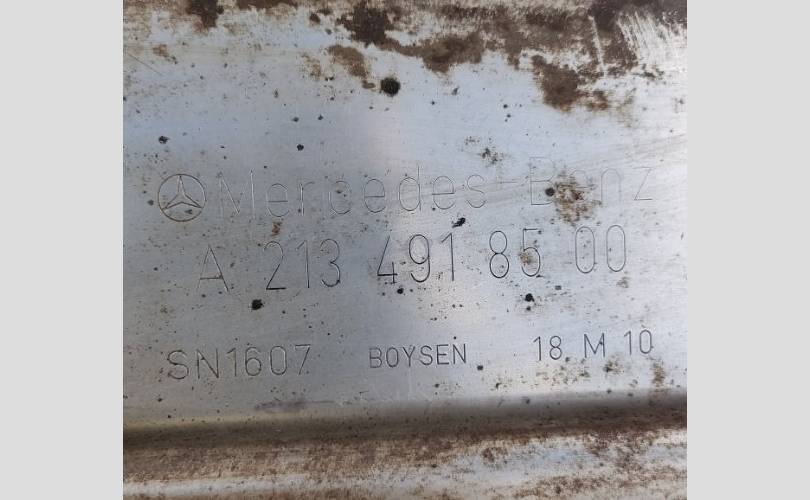 Mercedes-Benz
A 213 491 85 00
SN1607 BOYSEN 18 M 10